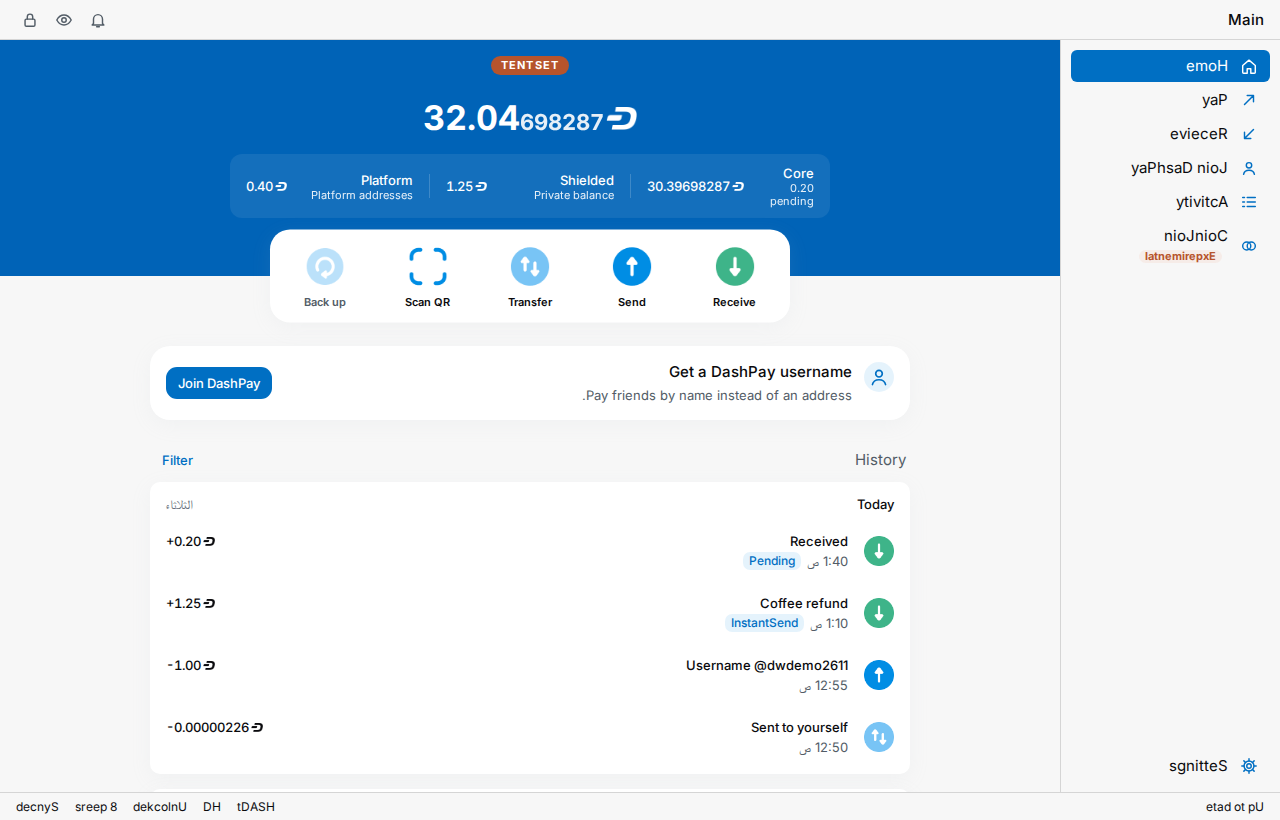 Main
emoH
yaP
evieceR
yaPhsaD nioJ
ytivitcA
nioJnioC
latnemirepxE
sgnitteS
TENTSET
32.04698287
Core
0.20
pending
30.39698287
Shielded
Private balance
1.25
Platform
Platform addresses
0.40
Receive
Send
Transfer
Scan QR
Back up
Get a DashPay username
.Pay friends by name instead of an address
Join DashPay
History
Filter
Today
الثلاثاء
Received
1:40 ص
Pending
+0.20
Coffee refund
1:10 ص
InstantSend
+1.25
Username @dwdemo2611
12:55 ص
-1.00
Sent to yourself
12:50 ص
-0.00000226
etad ot pU
decnyS
sreep 8
dekcolnU
DH
tDASH